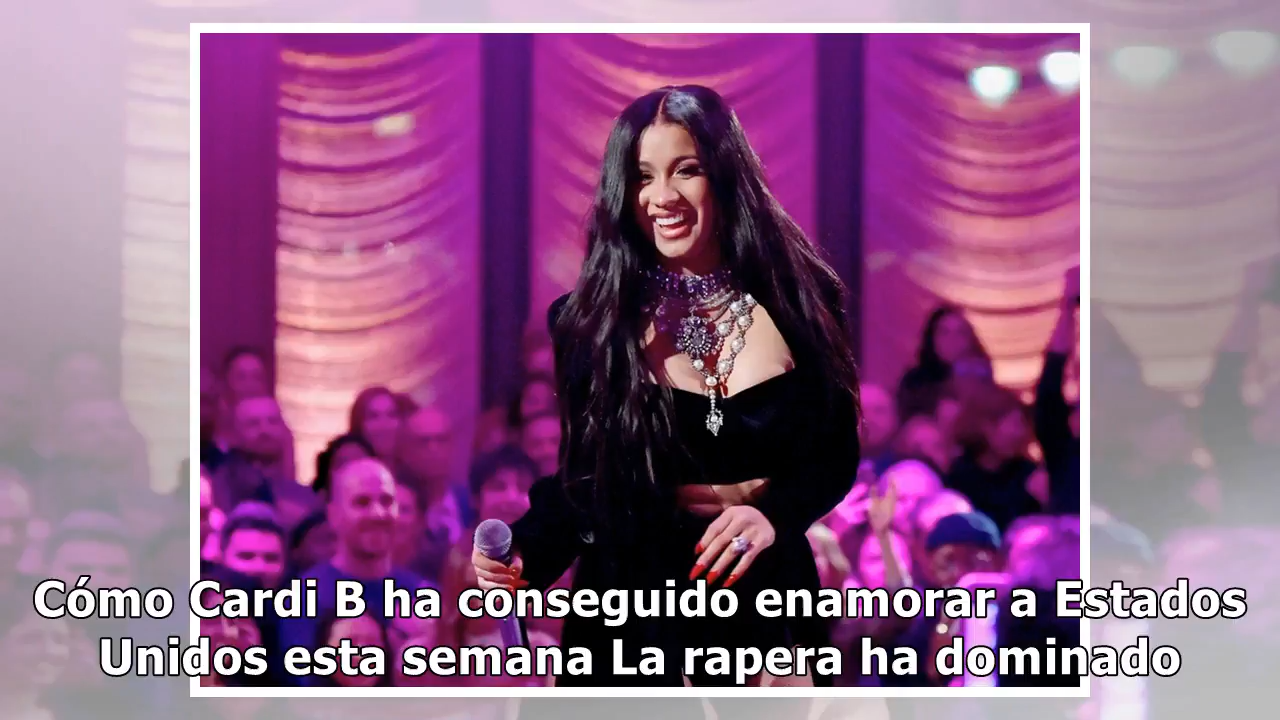 Cómo Cardi B ha conseguido enamorar a Estados
Unidos esta semana La rapera ha dominado